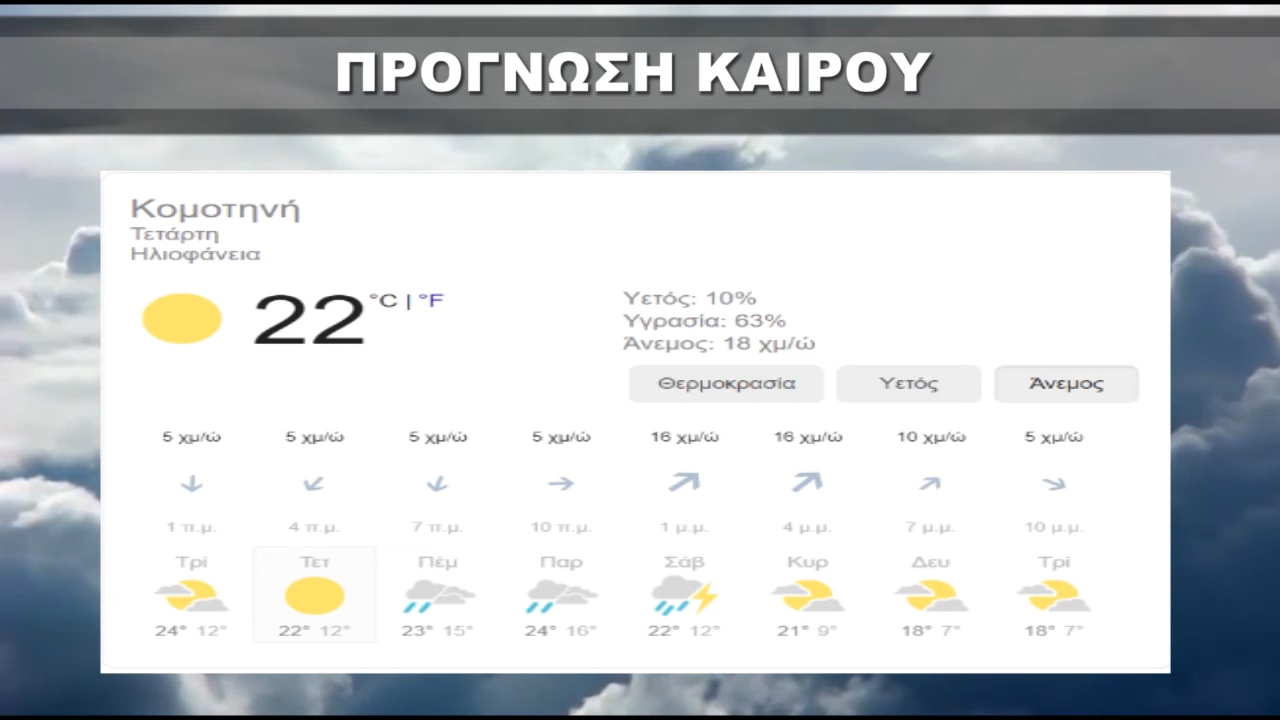 ΠΡΟΓΝΩΣΗ ΚΑΙΡΟΥ
Κομοτηνή
Τετάρτη
Ηλιοφάνεια
22 °C | °F
Υετός: 10%
Υγρασία: 63%
Άνεμος: 18 χμ/ώ
Θερμοκρασία Υετός Άνεμος
5 χμ/ώ 5 χμ/ώ 5 χμ/ώ 5 χμ/ώ 16 χμ/ώ 16 χμ/ώ 10 χμ/ώ 5 χμ/ώ
1 π.μ. 4 π.μ. 7 π.μ. 10 π.μ. 1 μ.μ. 4 μ.μ. 7 μ.μ. 10 μ.μ.
Τρί Τετ Πέμ Παρ Σάβ Κυρ Δευ Τρί
24° 12° 22° 12° 23° 15° 24° 16° 22° 12° 21° 9° 18° 7° 18° 7°